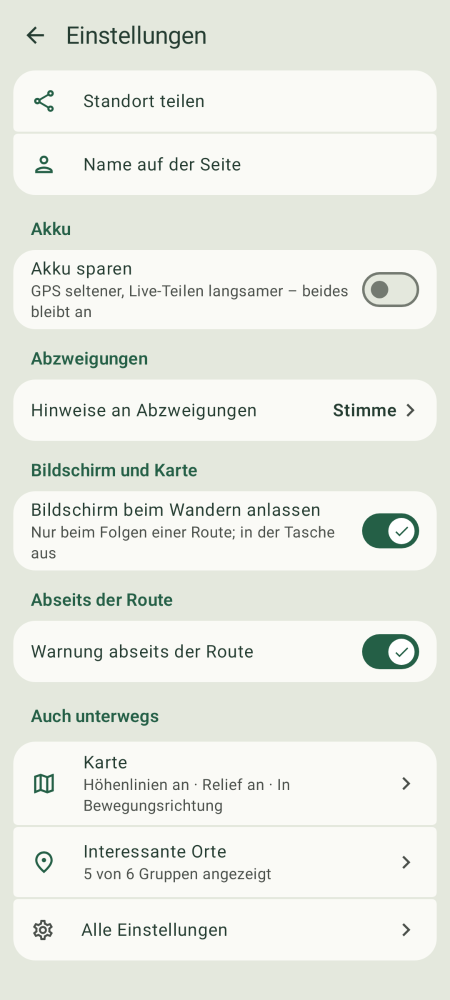 Einstellungen
Standort teilen
Name auf der Seite
Akku
Akku sparen
GPS seltener, Live-Teilen langsamer – beides
bleibt an
Abzweigungen
Hinweise an Abzweigungen Stimme
Bildschirm und Karte
Bildschirm beim Wandern anlassen
Nur beim Folgen einer Route; in der Tasche
aus
Abseits der Route
Warnung abseits der Route
Auch unterwegs
Karte
Höhenlinien an · Relief an · In
Bewegungsrichtung
Interessante Orte
5 von 6 Gruppen angezeigt
Alle Einstellungen